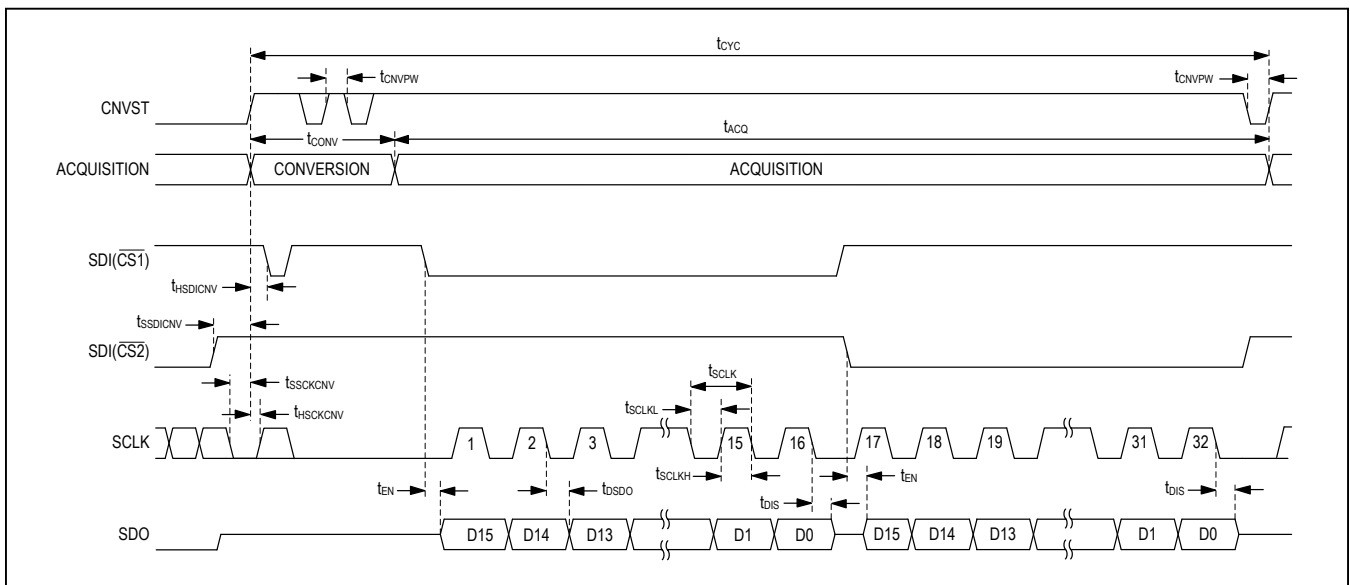 tCYC
tCNVPW
tCNVPW
CNVST
tCONV
tACQ
ACQUISITION
CONVERSION
ACQUISITION
SDI(CS1)
tHSDICNV
tSSDICNV
SDI(CS2)
tSSCKCNV
tSCLK
tHSCKCNV
tSCLKL
SCLK
1 2 3 15 16 17 18 19 31 32
tEN
tDSDO
tSCLKH
tDIS
tEN
tDIS
SDO
D15 D14 D13 D1 D0 D15 D14 D13 D1 D0